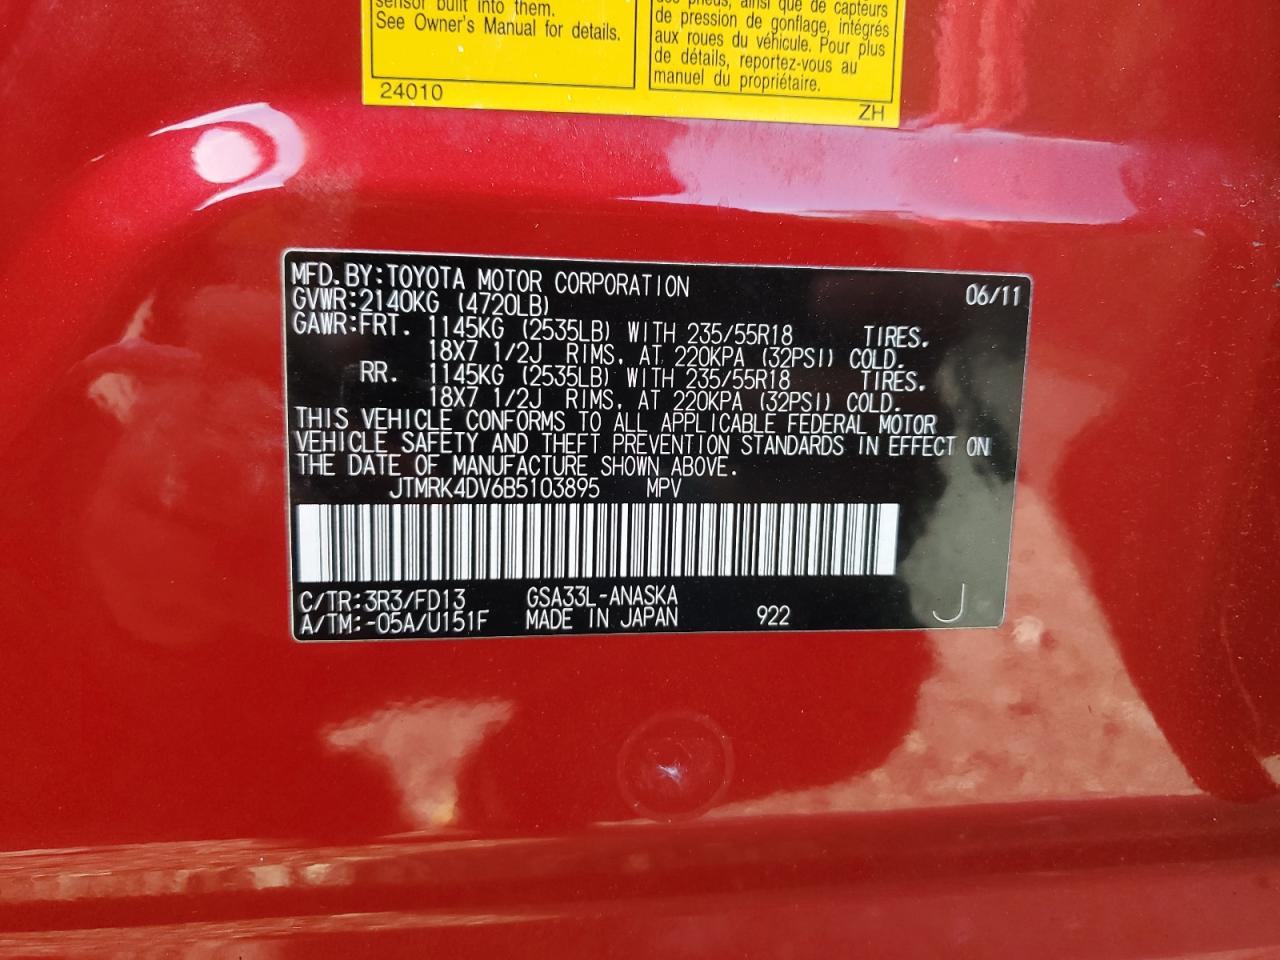 sensor built into them.
See Owner's Manual for details.
24010
pneus, ainsi que de capteurs
de pression de gonflage, intégrés
aux roues du véhicule. Pour plus
de détails, reportez-vous au
manuel du propriétaire.
ZH
MFD.BY:TOYOTA MOTOR CORPORATION 06/11
GVWR:2140KG (4720LB)
GAWR:FRT. 1145KG (2535LB) WITH 235/55R18 TIRES.
18X7 1/2J RIMS, AT 220KPA (32PSI) COLD.
RR. 1145KG (2535LB) WITH 235/55R18 TIRES.
18X7 1/2J RIMS, AT 220KPA (32PSI) COLD.
THIS VEHICLE CONFORMS TO ALL APPLICABLE FEDERAL MOTOR
VEHICLE SAFETY AND THEFT PREVENTION STANDARDS IN EFFECT ON
THE DATE OF MANUFACTURE SHOWN ABOVE.
JTMRK4DV6B5103895 MPV
C/TR:3R3/FD13 GSA33L-ANASKA
A/TM:-05A/U151F MADE IN JAPAN 922 J